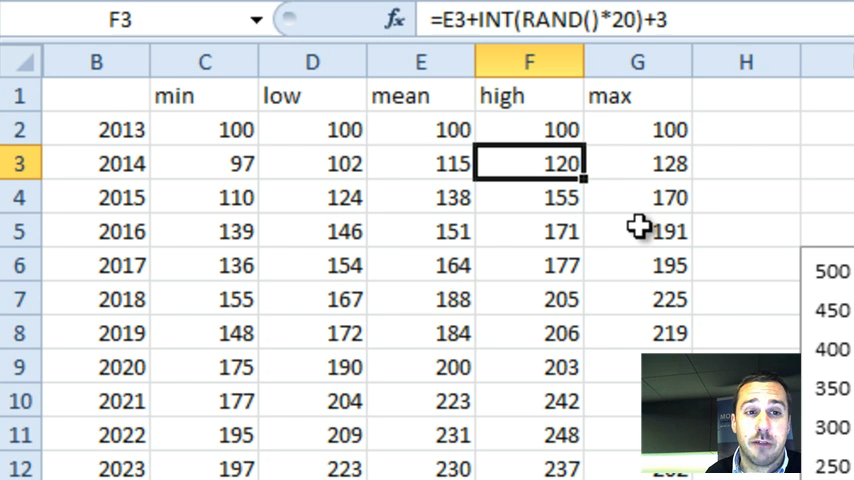 F3 fx =E3+INT(RAND()*20)+3
B C D E F G H
1 min low mean high max
2 2013 100 100 100 100 100
3 2014 97 102 115 120 128
4 2015 110 124 138 155 170
5 2016 139 146 151 171 191
6 2017 136 154 164 177 195
500
7 2018 155 167 188 205 225
450
8 2019 148 172 184 206 219
400
9 2020 175 190 200 203
350
10 2021 177 204 223 242
300
11 2022 195 209 231 248
250
12 2023 197 223 230 237